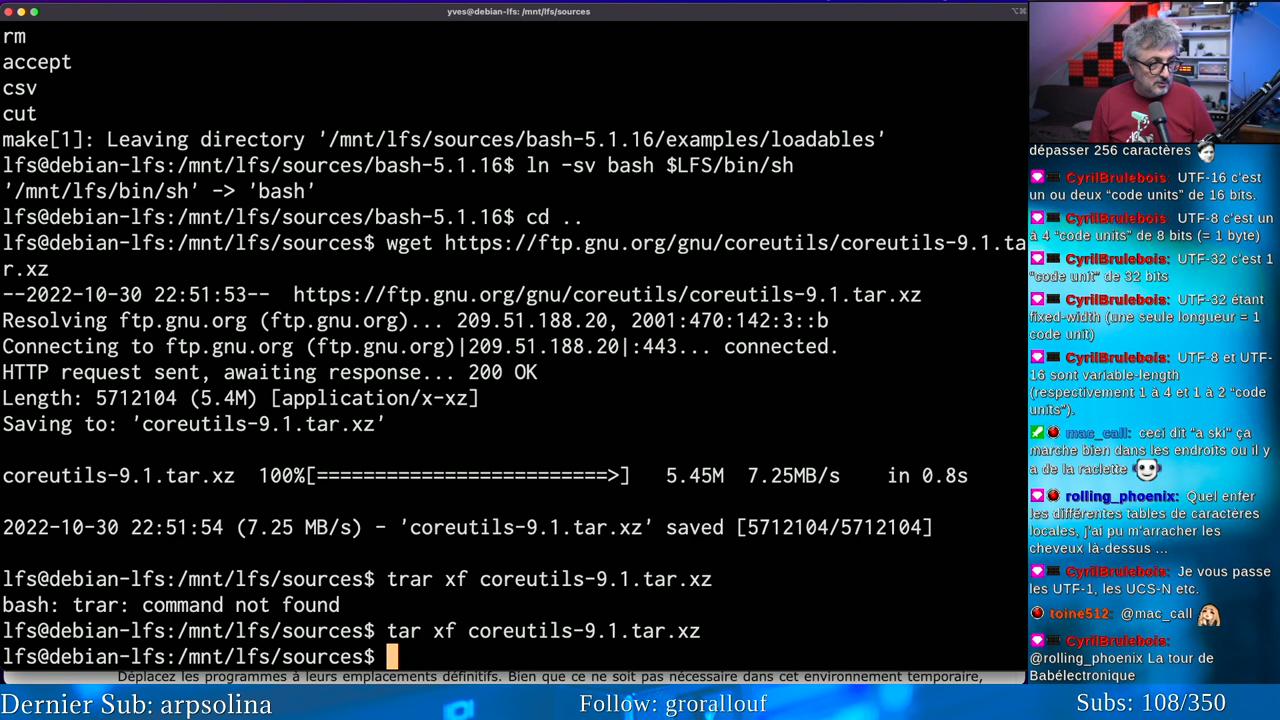 yves@debian-lfs: /mnt/lfs/sources
rm
accept
csv
cut
make[1]: Leaving directory '/mnt/lfs/sources/bash-5.1.16/examples/loadables'
lfs@debian-lfs:/mnt/lfs/sources/bash-5.1.16$ ln -sv bash $LFS/bin/sh
'/mnt/lfs/bin/sh' -> 'bash'
lfs@debian-lfs:/mnt/lfs/sources/bash-5.1.16$ cd ..
lfs@debian-lfs:/mnt/lfs/sources$ wget https://ftp.gnu.org/gnu/coreutils/coreutils-9.1.ta
r.xz
--2022-10-30 22:51:53--  https://ftp.gnu.org/gnu/coreutils/coreutils-9.1.tar.xz
Resolving ftp.gnu.org (ftp.gnu.org)... 209.51.188.20, 2001:470:142:3::b
Connecting to ftp.gnu.org (ftp.gnu.org)|209.51.188.20|:443... connected.
HTTP request sent, awaiting response... 200 OK
Length: 5712104 (5.4M) [application/x-xz]
Saving to: 'coreutils-9.1.tar.xz'
coreutils-9.1.tar.xz  100%[=========================>]   5.45M  7.25MB/s    in 0.8s
2022-10-30 22:51:54 (7.25 MB/s) - 'coreutils-9.1.tar.xz' saved [5712104/5712104]
lfs@debian-lfs:/mnt/lfs/sources$ trar xf coreutils-9.1.tar.xz
bash: trar: command not found
lfs@debian-lfs:/mnt/lfs/sources$ tar xf coreutils-9.1.tar.xz
lfs@debian-lfs:/mnt/lfs/sources$
Déplacez les programmes à leurs emplacements définitifs. Bien que ce ne soit pas nécessaire dans cet environnement temporaire,
dépasser 256 caractères
CyrilBrulebois: UTF-16 c'est
un ou deux "code units" de 16 bits.
CyrilBrulebois: UTF-8 c'est un
à 4 "code units" de 8 bits (= 1 byte)
CyrilBrulebois: UTF-32 c'est 1
"code unit" de 32 bits
CyrilBrulebois: UTF-32 étant
fixed-width (une seule longueur = 1
code unit)
CyrilBrulebois: UTF-8 et UTF-
16 sont variable-length
(respectivement 1 à 4 et 1 à 2 "code
units").
mac_call: ceci dit "a ski" ça
marche bien dans les endroits ou il y
a de la raclette
rolling_phoenix: Quel enfer
les différentes tables de caractères
locales, j'ai pu m'arracher les
cheveux là-dessus ...
CyrilBrulebois: Je vous passe
les UTF-1, les UCS-N etc.
toine512: @mac_call
CyrilBrulebois:
@rolling_phoenix La tour de
Babélectronique
Dernier Sub: arpsolina
Follow: grorallouf
Subs: 108/350